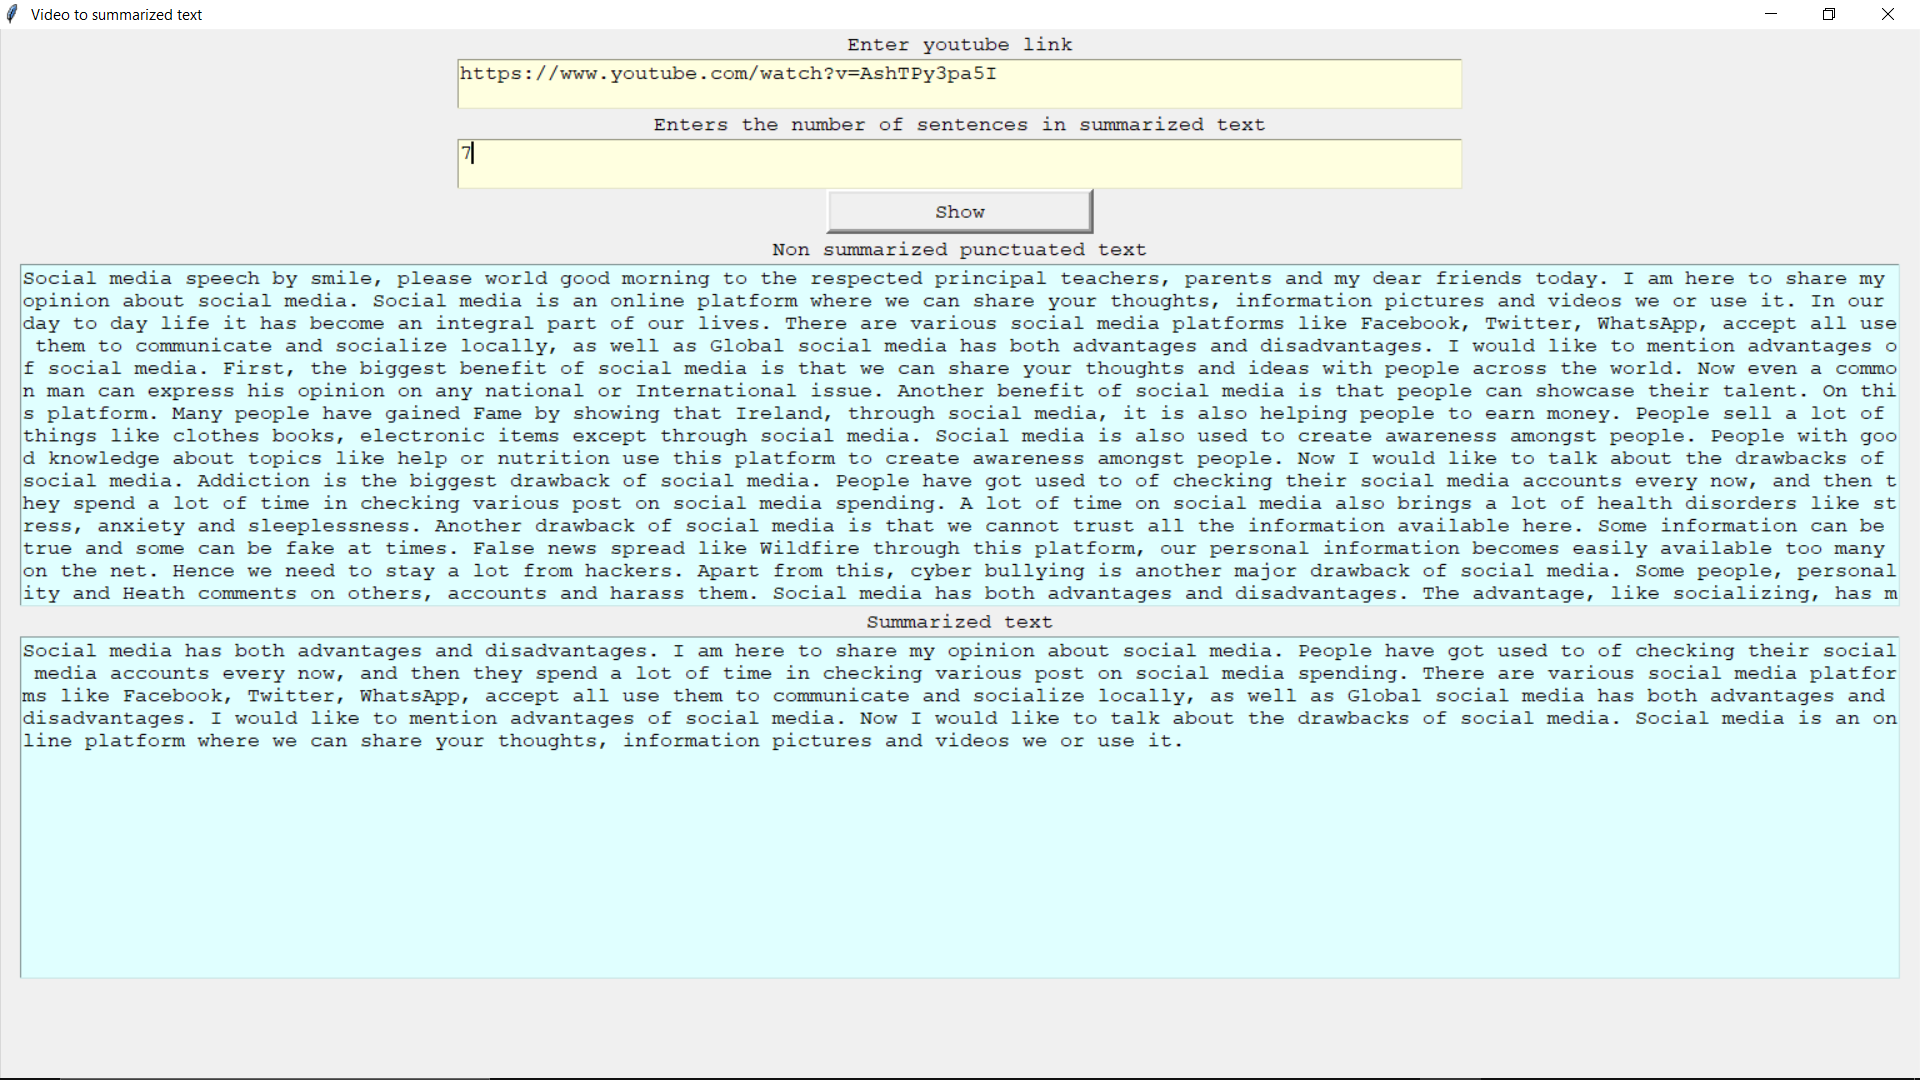 Video to summarized text
Enter youtube link
https://www.youtube.com/watch?v=AshTPy3pa5I
Enters the number of sentences in summarized text
7
Show
Non summarized punctuated text
Social media speech by smile, please world good morning to the respected principal teachers, parents and my dear friends today. I am here to share my
opinion about social media. Social media is an online platform where we can share your thoughts, information pictures and videos we or use it. In our
day to day life it has become an integral part of our lives. There are various social media platforms like Facebook, Twitter, WhatsApp, accept all use
them to communicate and socialize locally, as well as Global social media has both advantages and disadvantages. I would like to mention advantages o
f social media. First, the biggest benefit of social media is that we can share your thoughts and ideas with people across the world. Now even a commo
n man can express his opinion on any national or International issue. Another benefit of social media is that people can showcase their talent. On thi
s platform. Many people have gained Fame by showing that Ireland, through social media, it is also helping people to earn money. People sell a lot of
things like clothes books, electronic items except through social media. Social media is also used to create awareness amongst people. People with goo
d knowledge about topics like help or nutrition use this platform to create awareness amongst people. Now I would like to talk about the drawbacks of
social media. Addiction is the biggest drawback of social media. People have got used to of checking their social media accounts every now, and then t
hey spend a lot of time in checking various post on social media spending. A lot of time on social media also brings a lot of health disorders like st
ress, anxiety and sleeplessness. Another drawback of social media is that we cannot trust all the information available here. Some information can be
true and some can be fake at times. False news spread like Wildfire through this platform, our personal information becomes easily available too many
on the net. Hence we need to stay a lot from hackers. Apart from this, cyber bullying is another major drawback of social media. Some people, personal
ity and Heath comments on others, accounts and harass them. Social media has both advantages and disadvantages. The advantage, like socializing, has m
Summarized text
Social media has both advantages and disadvantages. I am here to share my opinion about social media. People have got used to of checking their social
media accounts every now, and then they spend a lot of time in checking various post on social media spending. There are various social media platfor
ms like Facebook, Twitter, WhatsApp, accept all use them to communicate and socialize locally, as well as Global social media has both advantages and
disadvantages. I would like to mention advantages of social media. Now I would like to talk about the drawbacks of social media. Social media is an on
line platform where we can share your thoughts, information pictures and videos we or use it.